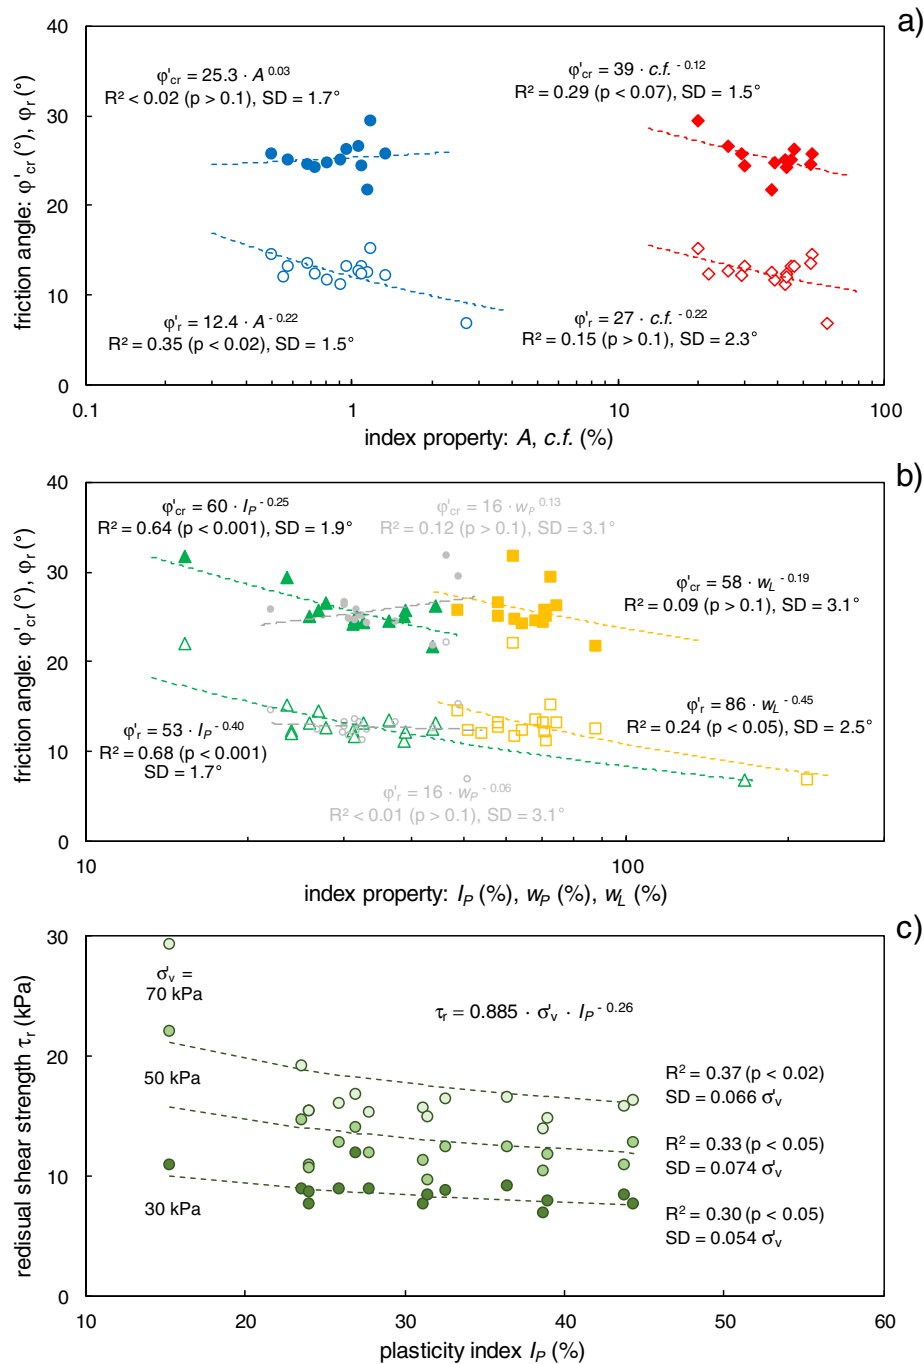 a)
40
30
20
10
0
friction angle: φ'cr (°), φr (°)
φ'cr = 25.3 · A 0.03
R² < 0.02 (p > 0.1), SD = 1.7°
φ'cr = 39 · c.f. - 0.12
R² = 0.29 (p < 0.07), SD = 1.5°
φ'r = 12.4 · A - 0.22
R² = 0.35 (p < 0.02), SD = 1.5°
φ'r = 27 · c.f. - 0.22
R² = 0.15 (p > 0.1), SD = 2.3°
0.1 1 10 100
index property: A, c.f. (%)
b)
40
30
20
10
0
friction angle: φ'cr (°), φr (°)
φ'cr = 60 · IP - 0.25
R² = 0.64 (p < 0.001), SD = 1.9°
φ'cr = 16 · wP 0.13
R² = 0.12 (p > 0.1), SD = 3.1°
φ'cr = 58 · wL - 0.19
R² = 0.09 (p > 0.1), SD = 3.1°
φ'r = 53 · IP - 0.40
R² = 0.68 (p < 0.001)
SD = 1.7°
φ'r = 16 · wP - 0.06
R² < 0.01 (p > 0.1), SD = 3.1°
φ'r = 86 · wL - 0.45
R² = 0.24 (p < 0.05), SD = 2.5°
10 100
index property: IP (%), wP (%), wL (%)
c)
30
20
10
0
redisual shear strength τr (kPa)
σ'v =
70 kPa
50 kPa
30 kPa
τr = 0.885 · σ'v · IP - 0.26
R² = 0.37 (p < 0.02)
SD = 0.066 σ'v
R² = 0.33 (p < 0.05)
SD = 0.074 σ'v
R² = 0.30 (p < 0.05)
SD = 0.054 σ'v
10 20 30 40 50 60
plasticity index IP (%)